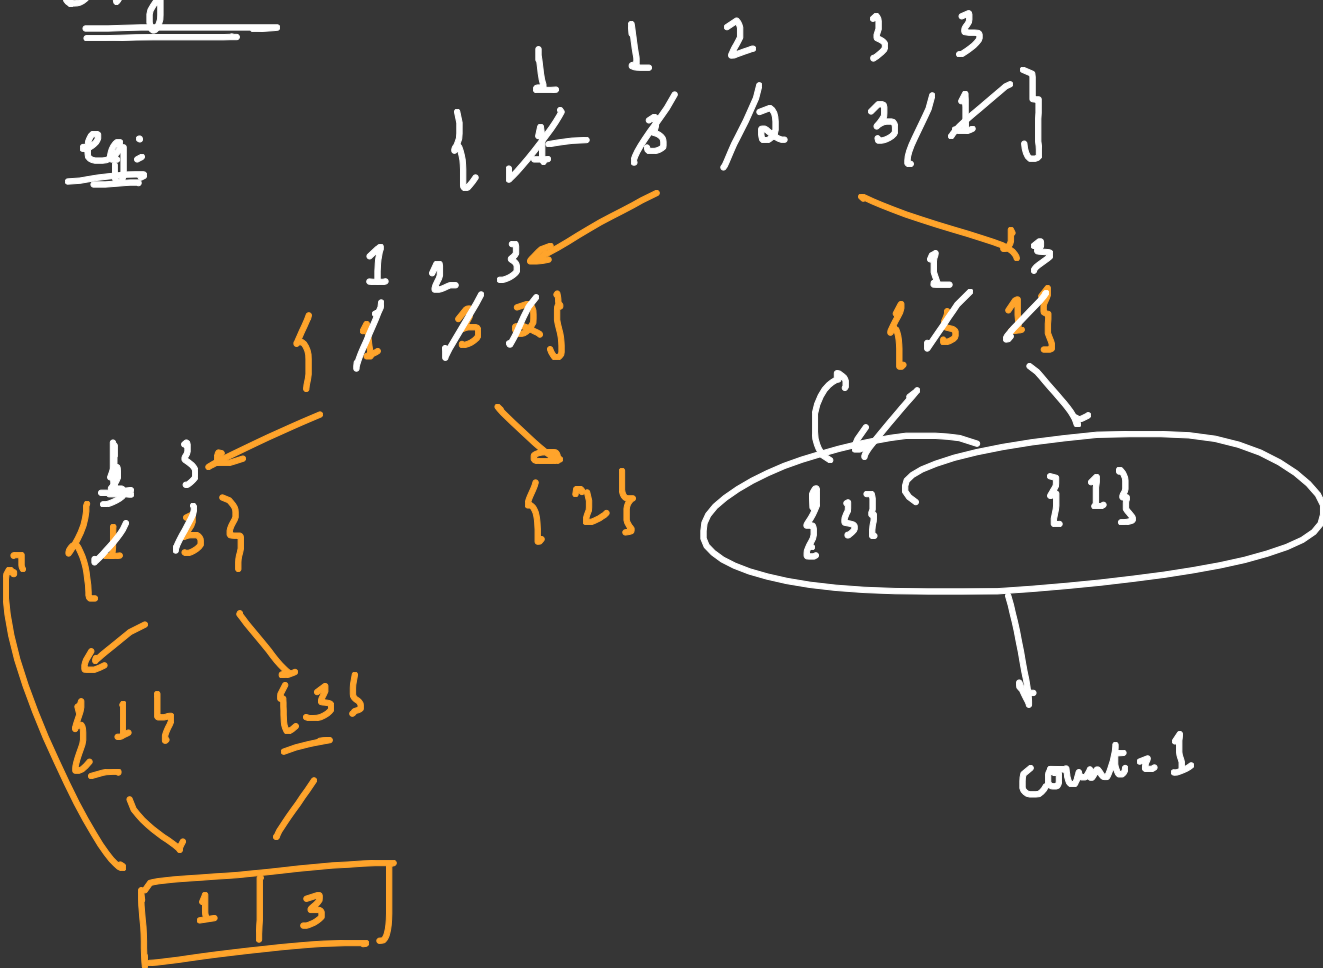 eg:
1 1 2 3 3
{ 1 3 2 3 1 }
1 2 3
1 3
{ 1 3 2 }
{ 3 1 }
1 3
{ 1 3 }
{ 2 }
{ 3 }
{ 1 }
{ 1 }
{ 3 }
count = 1
1 3